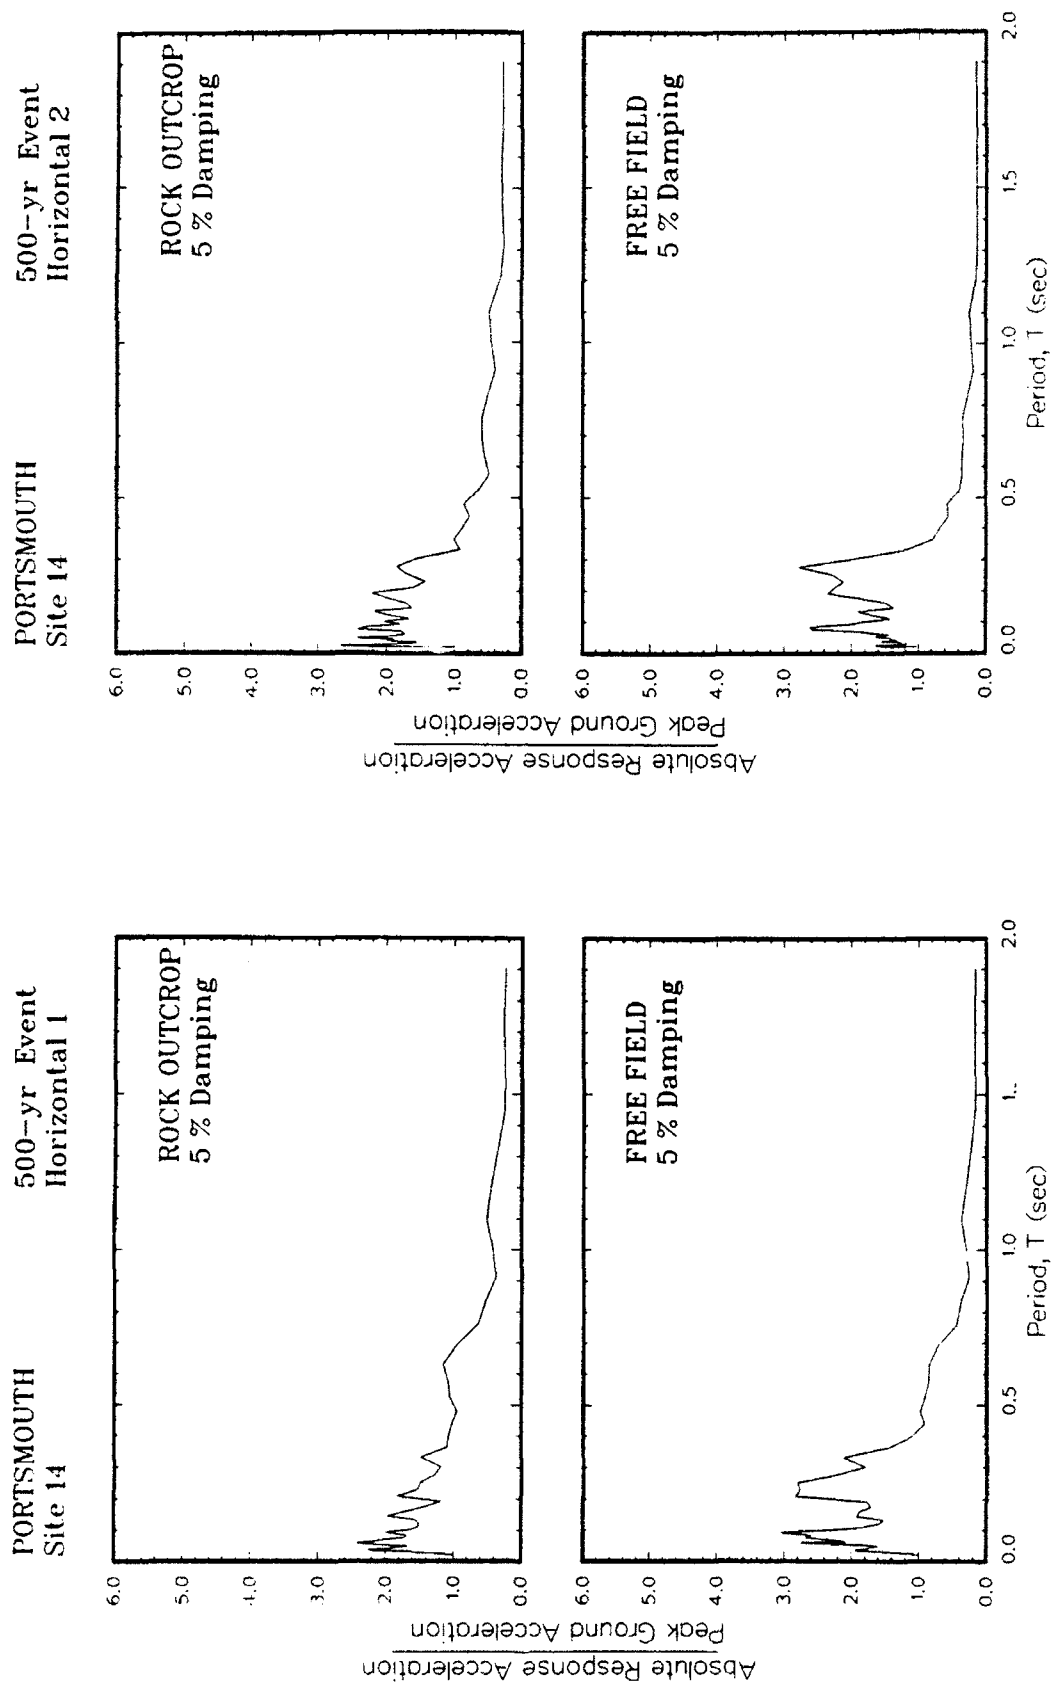 PORTSMOUTH
Site 14
500-yr Event
Horizontal 1
6.0
5.0
4.0
3.0
2.0
1.0
0.0
ROCK OUTCROP
5 % Damping
Absolute Response Acceleration
Peak Ground Acceleration
6.0
5.0
4.0
3.0
2.0
1.0
0.0
FREE FIELD
5 % Damping
0.0
0.5
1.0
1..
2.0
Period, T (sec)
PORTSMOUTH
Site 14
500-yr Event
Horizontal 2
6.0
5.0
4.0
3.0
2.0
1.0
0.0
ROCK OUTCROP
5 % Damping
Absolute Response Acceleration
Peak Ground Acceleration
6.0
5.0
4.0
3.0
2.0
1.0
0.0
FREE FIELD
5 % Damping
0.0
0.5
1.0
1.5
2.0
Period, T (sec)